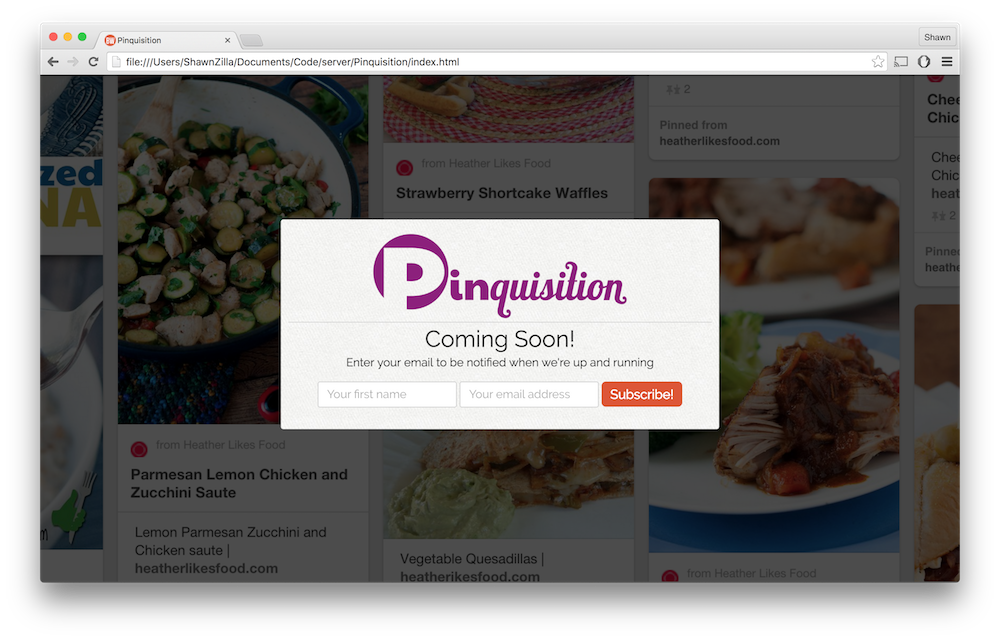 Pinquisition
Shawn
file:///Users/ShawnZilla/Documents/Code/server/Pinquisition/index.html
zed
NA
from Heather Likes Food
Parmesan Lemon Chicken and
Zucchini Saute
Lemon Parmesan Zucchini and
Chicken saute |
heatherlikesfood.com
from Heather Likes Food
Strawberry Shortcake Waffles
Pinquisition
Coming Soon!
Enter your email to be notified when we're up and running
Your first name
Your email address
Subscribe!
Vegetable Quesadillas |
heatherikesfood.com
2
Pinned from
heatherlikesfood.com
from Heather Likes Food
Chee
Chic
Chee
Chic
heat
2
Pinned
heathe